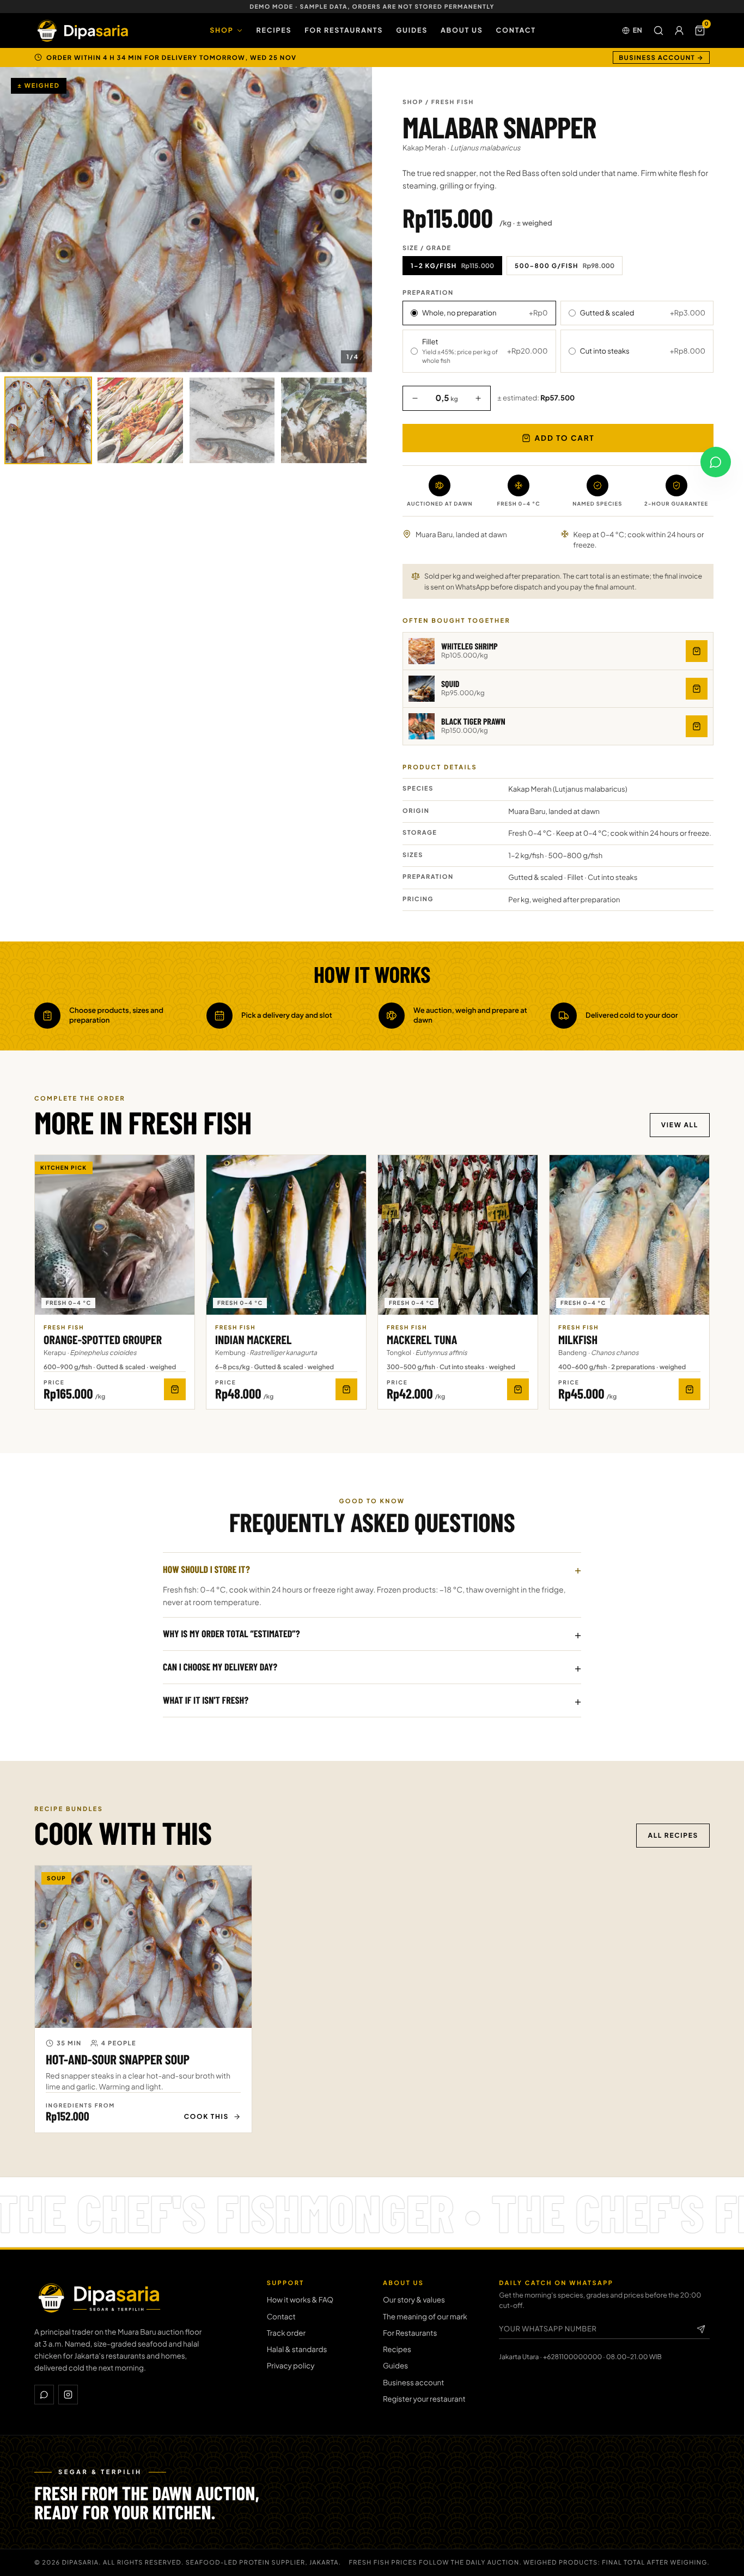 DEMO MODE · SAMPLE DATA, ORDERS ARE NOT STORED PERMANENTLY
Dipasaria
SHOP
RECIPES
FOR RESTAURANTS
GUIDES
ABOUT US
CONTACT
EN
0
ORDER WITHIN 4 H 34 MIN FOR DELIVERY TOMORROW, WED 25 NOV
BUSINESS ACCOUNT →
± WEIGHED
1/4
SHOP / FRESH FISH
MALABAR SNAPPER
Kakap Merah · Lutjanus malabaricus
The true red snapper, not the Red Bass often sold under that name. Firm white flesh for
steaming, grilling or frying.
Rp115.000 /kg · ± weighed
SIZE / GRADE
1–2 KG/FISH Rp115.000
500–800 G/FISH Rp98.000
PREPARATION
Whole, no preparation +Rp0
Gutted & scaled +Rp3.000
Fillet
Yield ±45%; price per kg of
whole fish
+Rp20.000
Cut into steaks +Rp8.000
− 0,5 kg +
± estimated: Rp57.500
ADD TO CART
AUCTIONED AT DAWN
FRESH 0–4 °C
NAMED SPECIES
2-HOUR GUARANTEE
Muara Baru, landed at dawn
Keep at 0–4 °C; cook within 24 hours or
freeze.
Sold per kg and weighed after preparation. The cart total is an estimate; the final invoice
is sent on WhatsApp before dispatch and you pay the final amount.
OFTEN BOUGHT TOGETHER
WHITELEG SHRIMP
Rp105.000/kg
SQUID
Rp95.000/kg
BLACK TIGER PRAWN
Rp150.000/kg
PRODUCT DETAILS
SPECIES Kakap Merah (Lutjanus malabaricus)
ORIGIN Muara Baru, landed at dawn
STORAGE Fresh 0–4 °C · Keep at 0–4 °C; cook within 24 hours or freeze.
SIZES 1–2 kg/fish · 500–800 g/fish
PREPARATION Gutted & scaled · Fillet · Cut into steaks
PRICING Per kg, weighed after preparation
HOW IT WORKS
Choose products, sizes and
preparation
Pick a delivery day and slot
We auction, weigh and prepare at
dawn
Delivered cold to your door
COMPLETE THE ORDER
MORE IN FRESH FISH
VIEW ALL
KITCHEN PICK
FRESH 0–4 °C
FRESH FISH
ORANGE-SPOTTED GROUPER
Kerapu · Epinephelus coioides
600–900 g/fish · Gutted & scaled · weighed
PRICE
Rp165.000 /kg
FRESH 0–4 °C
FRESH FISH
INDIAN MACKEREL
Kembung · Rastrelliger kanagurta
6–8 pcs/kg · Gutted & scaled · weighed
PRICE
Rp48.000 /kg
FRESH 0–4 °C
FRESH FISH
MACKEREL TUNA
Tongkol · Euthynnus affinis
300–500 g/fish · Cut into steaks · weighed
PRICE
Rp42.000 /kg
FRESH 0–4 °C
FRESH FISH
MILKFISH
Bandeng · Chanos chanos
400–600 g/fish · 2 preparations · weighed
PRICE
Rp45.000 /kg
GOOD TO KNOW
FREQUENTLY ASKED QUESTIONS
HOW SHOULD I STORE IT? +
Fresh fish: 0–4 °C, cook within 24 hours or freeze right away. Frozen products: −18 °C, thaw overnight in the fridge,
never at room temperature.
WHY IS MY ORDER TOTAL “ESTIMATED”? +
CAN I CHOOSE MY DELIVERY DAY? +
WHAT IF IT ISN'T FRESH? +
RECIPE BUNDLES
COOK WITH THIS
ALL RECIPES
SOUP
35 MIN 4 PEOPLE
HOT-AND-SOUR SNAPPER SOUP
Red snapper steaks in a clear hot-and-sour broth with
lime and garlic. Warming and light.
INGREDIENTS FROM
Rp152.000
COOK THIS →
THE CHEF'S FISHMONGER • THE CHEF'S F
Dipasaria
SEGAR & TERPILIH
A principal trader on the Muara Baru auction floor
at 3 a.m. Named, size-graded seafood and halal
chicken for Jakarta's restaurants and homes,
delivered cold the next morning.
SUPPORT
How it works & FAQ
Contact
Track order
Halal & standards
Privacy policy
ABOUT US
Our story & values
The meaning of our mark
For Restaurants
Recipes
Guides
Business account
Register your restaurant
DAILY CATCH ON WHATSAPP
Get the morning's species, grades and prices before the 20:00
cut-off.
YOUR WHATSAPP NUMBER
Jakarta Utara · +6281100000000 · 08.00–21.00 WIB
SEGAR & TERPILIH
FRESH FROM THE DAWN AUCTION,
READY FOR YOUR KITCHEN.
© 2026 DIPASARIA. ALL RIGHTS RESERVED. SEAFOOD-LED PROTEIN SUPPLIER, JAKARTA.
FRESH FISH PRICES FOLLOW THE DAILY AUCTION. WEIGHED PRODUCTS: FINAL TOTAL AFTER WEIGHING.